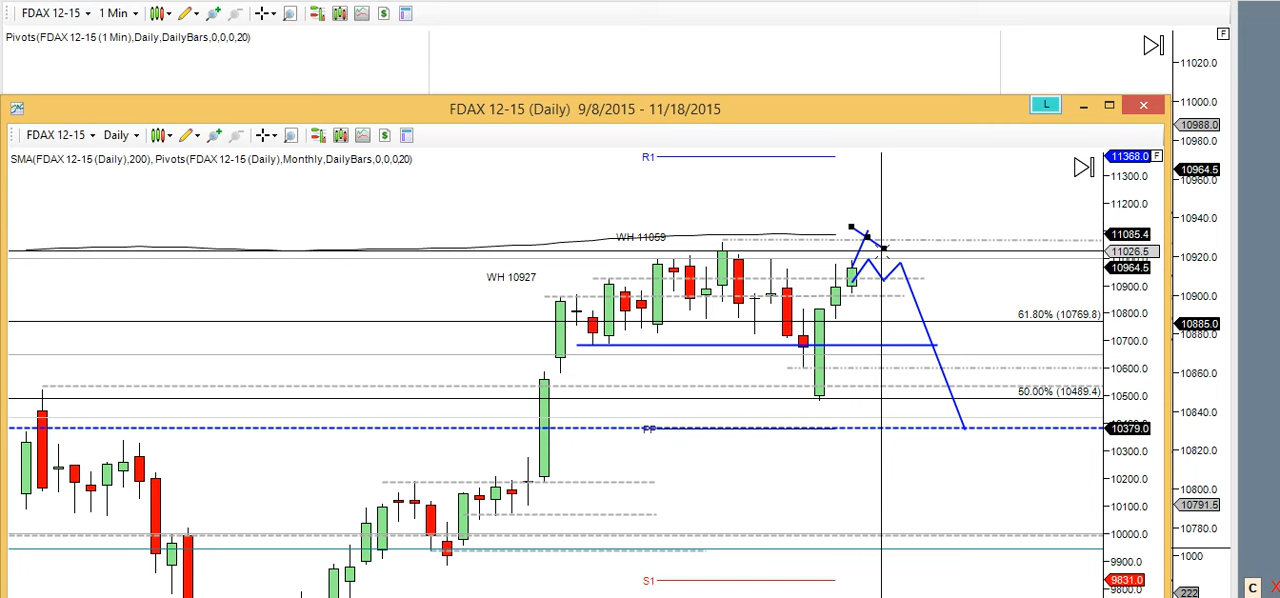 FDAX 12-15 1 Min
Pivots(FDAX 12-15 (1 Min),Daily,DailyBars,0,0,0,20)
F
11020.0
11000.0
10988.0
10980.0
10964.5
10960.0
10940.0
10920.0
10900.0
10885.0
10880.0
10860.0
10840.0
10820.0
10800.0
10791.5
10780.0
1000
222
C X
FDAX 12-15 (Daily) 9/8/2015 - 11/18/2015
L
FDAX 12-15 Daily
SMA(FDAX 12-15 (Daily),200), Pivots(FDAX 12-15 (Daily),Monthly,DailyBars,0,0,0,20)
R1
11368.0 F
11300.0
11200.0
WH 11059
11085.4
11026.5
10964.5
WH 10927
10900.0
10800.0
61.80% (10769.8)
10700.0
10600.0
50.00% (10489.4)
10500.0
PP
10379.0
10300.0
10200.0
10100.0
10000.0
9900.0
S1
9831.0
9800.0